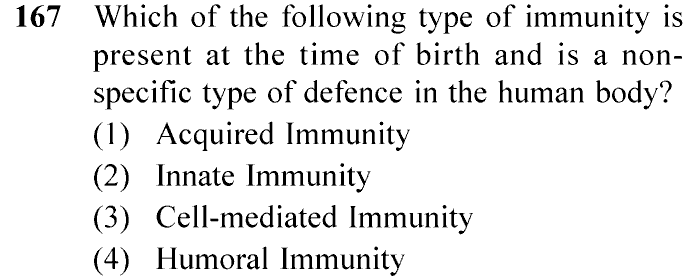 167 Which of the following type of immunity is
present at the time of birth and is a non-
specific type of defence in the human body?
(1) Acquired Immunity
(2) Innate Immunity
(3) Cell-mediated Immunity
(4) Humoral Immunity